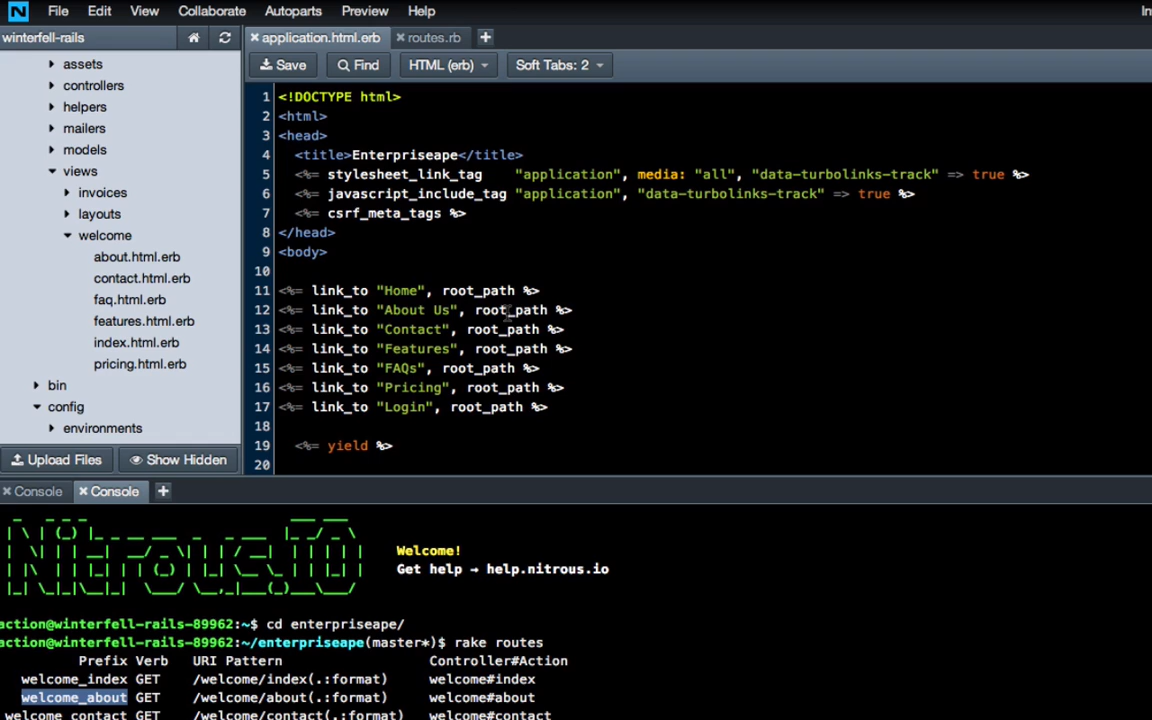 N File Edit View Collaborate Autoparts Preview Help In
winterfell-rails
× application.html.erb × routes.rb +
Save Find HTML (erb) Soft Tabs: 2
assets
controllers
helpers
mailers
models
views
invoices
layouts
welcome
about.html.erb
contact.html.erb
faq.html.erb
features.html.erb
index.html.erb
pricing.html.erb
bin
config
environments
Upload Files Show Hidden
1 <!DOCTYPE html>
2 <html>
3 <head>
4 <title>Enterpriseape</title>
5 <%= stylesheet_link_tag "application", media: "all", "data-turbolinks-track" => true %>
6 <%= javascript_include_tag "application", "data-turbolinks-track" => true %>
7 <%= csrf_meta_tags %>
8 </head>
9 <body>
10
11 <%= link_to "Home", root_path %>
12 <%= link_to "About Us", root_path %>
13 <%= link_to "Contact", root_path %>
14 <%= link_to "Features", root_path %>
15 <%= link_to "FAQs", root_path %>
16 <%= link_to "Pricing", root_path %>
17 <%= link_to "Login", root_path %>
18
19 <%= yield %>
20
× Console × Console +
Nitrous.IO
Welcome!
Get help → help.nitrous.io
action@winterfell-rails-89962:~$ cd enterpriseape/
action@winterfell-rails-89962:~/enterpriseape(master*)$ rake routes
Prefix Verb URI Pattern Controller#Action
welcome_index GET /welcome/index(.:format) welcome#index
welcome_about GET /welcome/about(.:format) welcome#about
welcome_contact GET /welcome/contact(.:format) welcome#contact